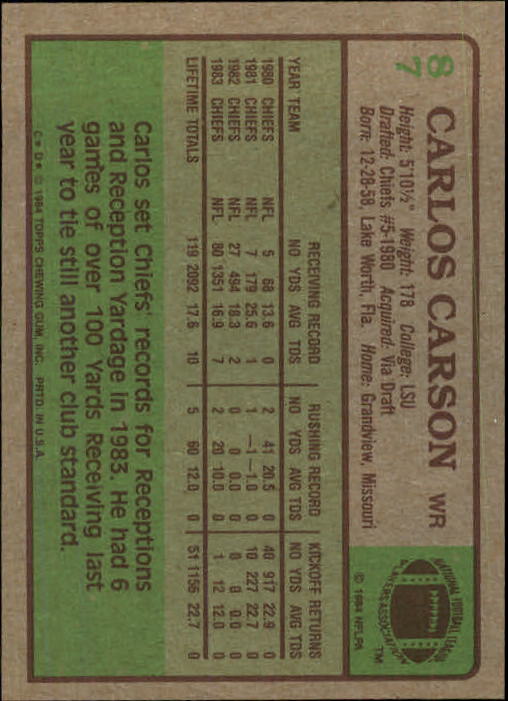 87
CARLOS CARSON WR
Height: 5'10½" Weight: 178 College: LSU
Drafted: Chiefs #5-1980 Acquired: Via Draft
Born: 12-28-58, Lake Worth, Fla. Home: Grandview, Missouri
NATIONAL FOOTBALL LEAGUE
PLAYERS ASSOCIATION
TM
© 1984 NFLPA
RECEIVING RECORD RUSHING RECORD KICKOFF RETURNS
YEAR TEAM NO YDS AVG TDS NO YDS AVG TDS NO YDS AVG TDS
1980 CHIEFS NFL 5 68 13.6 0 2 41 20.5 0 40 917 22.9 0
1981 CHIEFS NFL 7 179 25.6 1 1 —1 —1.0 0 10 227 22.7 0
1982 CHIEFS NFL 27 494 18.3 2 0 0 0.0 0 0 0 0.0 0
1983 CHIEFS NFL 80 1351 16.9 7 2 20 10.0 0 1 12 12.0 0
LIFETIME TOTALS 119 2092 17.6 10 5 60 12.0 0 51 1156 22.7 0
Carlos set Chiefs' records for Receptions
and Reception Yardage in 1983. He had 6
games of over 100 Yards Receiving last
year to tie still another club standard.
C★ D★ © 1984 TOPPS CHEWING GUM, INC. PRTD. IN U.S.A.